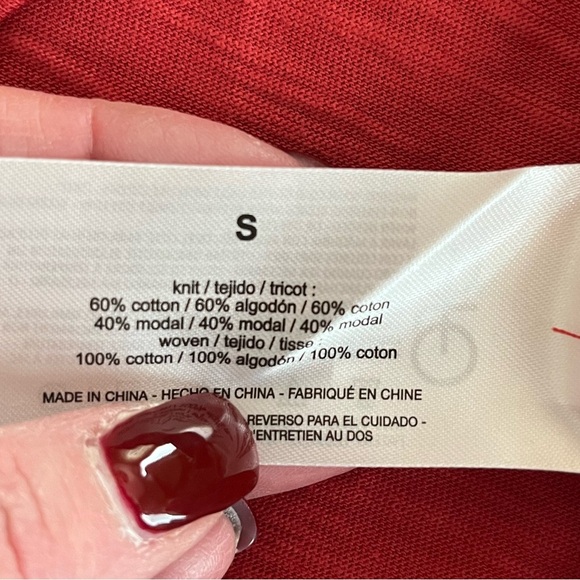 S
knit / tejido / tricot :
60% cotton / 60% algodón / 60% coton
40% modal / 40% modal / 40% modal
woven / tejido / tisse
100% cotton / 100% algodón / 100% coton
MADE IN CHINA - HECHO EN CHINA - FABRIQUÉ EN CHINE
REVERSO PARA EL CUIDADO -
'ENTRETIEN AU DOS